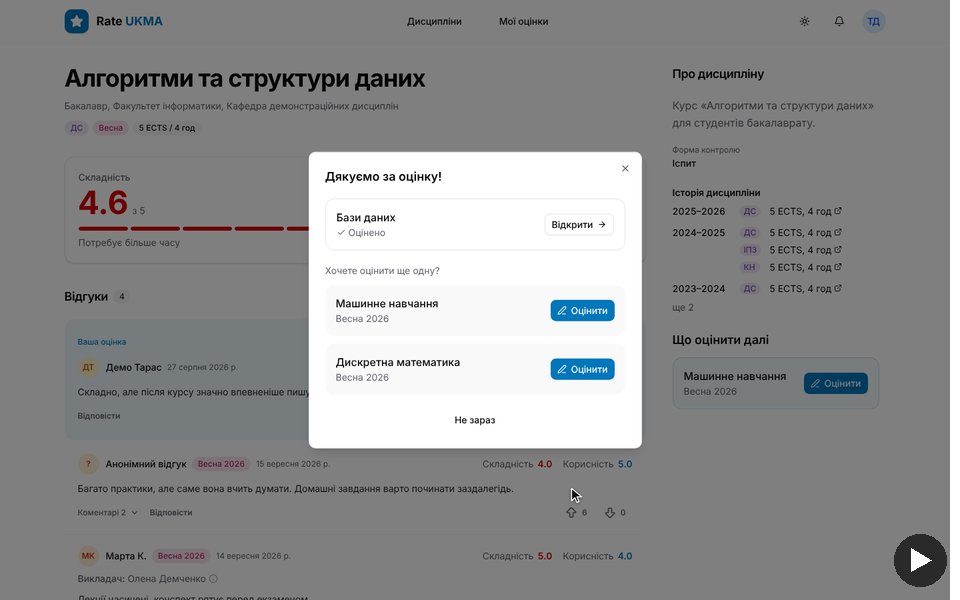 Rate UKMA
Дисципліни
Мої оцінки
ТД
Алгоритми та структури даних
Бакалавр, Факультет інформатики, Кафедра демонстраційних дисциплін
ДС Весна 5 ECTS / 4 год
Складність
4.6 з 5
Потребує більше часу
Відгуки 4
Ваша оцінка
ДТ Демо Тарас 27 серпня 2026 р.
Складно, але після курсу значно впевненіше пишу
Відповісти
? Анонімний відгук Весна 2026 15 вересня 2026 р. Складність 4.0 Корисність 5.0
Багато практики, але саме вона вчить думати. Домашні завдання варто починати заздалегідь.
Коментарі 2 Відповісти 6 0
МК Марта К. Весна 2026 14 вересня 2026 р. Складність 5.0 Корисність 4.0
Викладач: Олена Демченко
Лекції насичені, конспект рятує перед екзаменом.
Дякуємо за оцінку!
Бази даних
Оцінено
Відкрити
Хочете оцінити ще одну?
Машинне навчання
Весна 2026
Оцінити
Дискретна математика
Весна 2026
Оцінити
Не зараз
Про дисципліну
Курс «Алгоритми та структури даних»
для студентів бакалаврату.
Форма контролю
Іспит
Історія дисципліни
2025–2026 ДС 5 ECTS, 4 год
2024–2025 ДС 5 ECTS, 4 год
ІПЗ 5 ECTS, 4 год
КН 5 ECTS, 4 год
2023–2024 ДС 5 ECTS, 4 год
ще 2
Що оцінити далі
Машинне навчання
Весна 2026
Оцінити